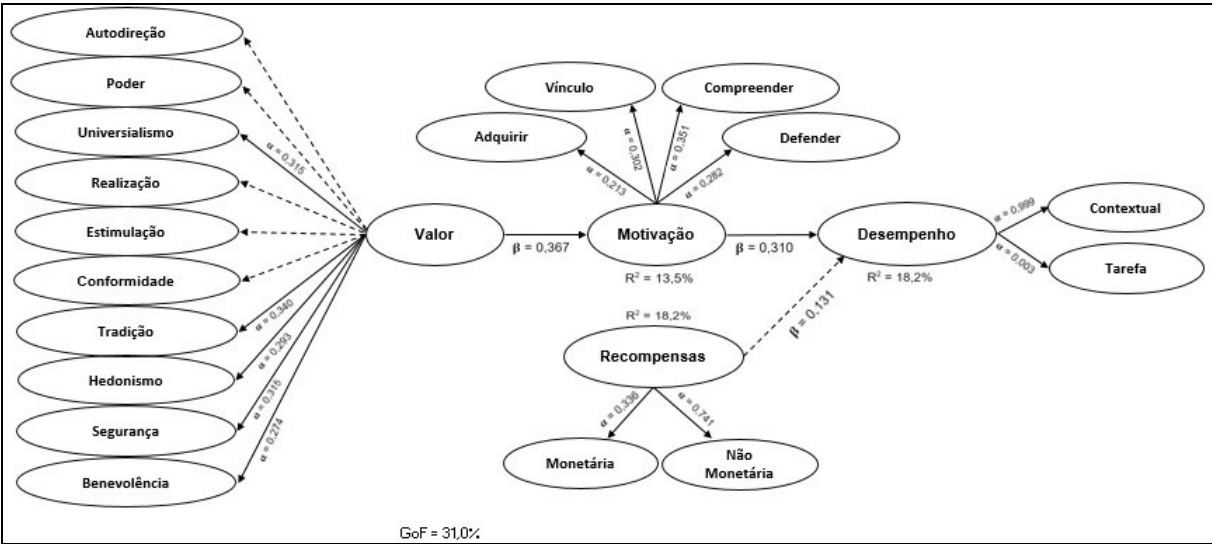 Autodireção
Poder
Universialismo
Realização
Estimulação
Conformidade
Tradição
Hedonismo
Segurança
Benevolência
α = 0,315
α = 0,340
α = 0,293
α = 0,315
α = 0,274
Valor
β = 0,367
Vínculo
Compreender
Adquirir
Defender
α = 0,213
α = 0,302
α = 0,351
α = 0,282
Motivação
R² = 13,5%
β = 0,310
Desempenho
R² = 18,2%
α = 0,999
α = 0,003
Contextual
Tarefa
R² = 18,2%
Recompensas
β = 0,131
α = 0,336
α = 0,741
Monetária
Não
Monetária
GoF = 31,0%